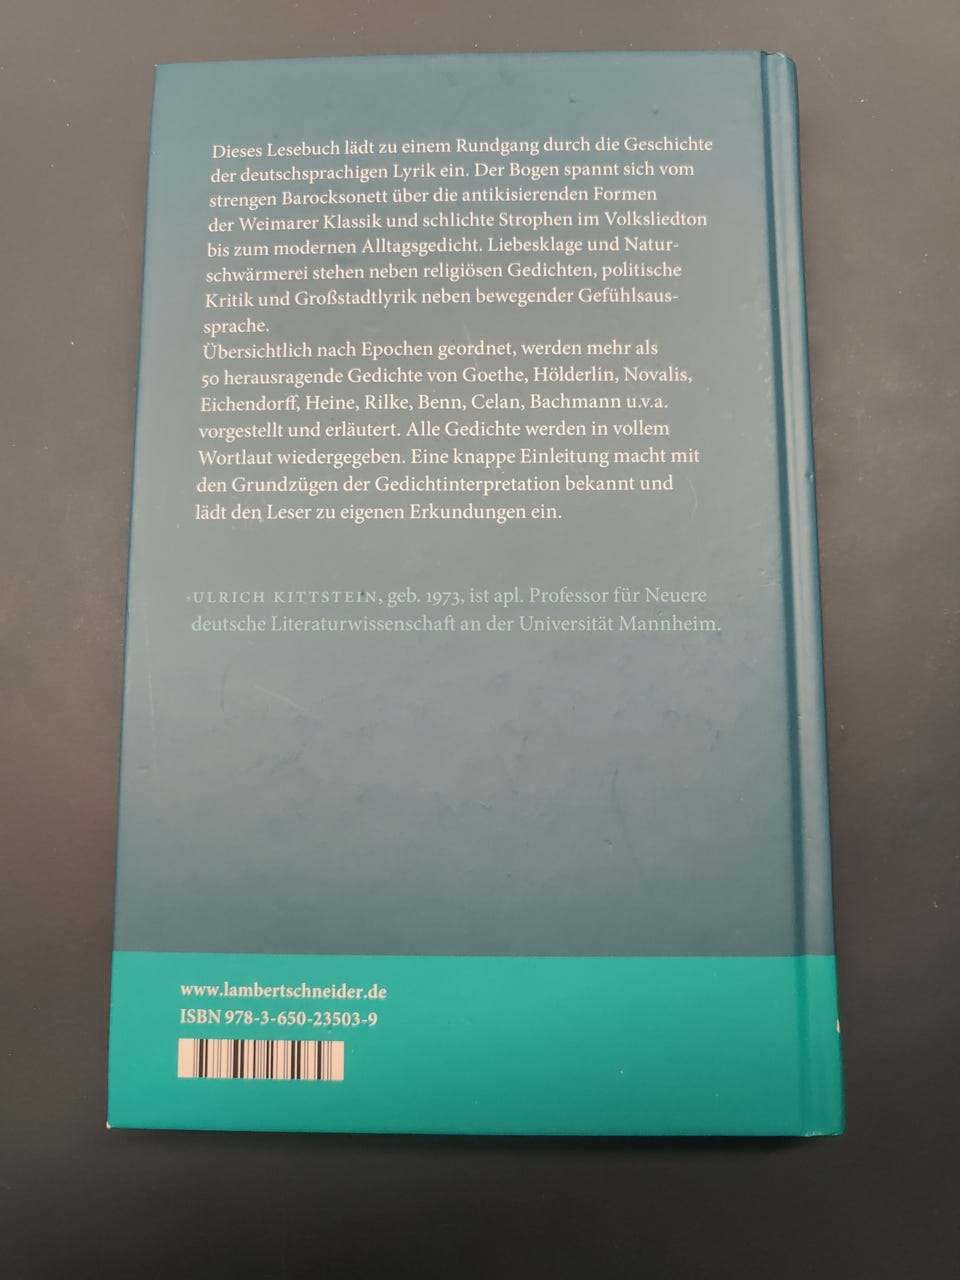 Dieses Lesebuch lädt zu einem Rundgang durch die Geschichte
der deutschsprachigen Lyrik ein. Der Bogen spannt sich vom
strengen Barocksonett über die antikisierenden Formen
der Weimarer Klassik und schlichte Strophen im Volksliedton
bis zum modernen Alltagsgedicht. Liebesklage und Natur-
schwärmerei stehen neben religiösen Gedichten, politische
Kritik und Großstadtlyrik neben bewegender Gefühlsaus-
sprache.
Übersichtlich nach Epochen geordnet, werden mehr als
50 herausragende Gedichte von Goethe, Hölderlin, Novalis,
Eichendorff, Heine, Rilke, Benn, Celan, Bachmann u.v.a.
vorgestellt und erläutert. Alle Gedichte werden in vollem
Wortlaut wiedergegeben. Eine knappe Einleitung macht mit
den Grundzügen der Gedichtinterpretation bekannt und
lädt den Leser zu eigenen Erkundungen ein.
ULRICH KITTSTEIN, geb. 1973, ist apl. Professor für Neuere
deutsche Literaturwissenschaft an der Universität Mannheim.
www.lambertschneider.de
ISBN 978-3-650-23503-9